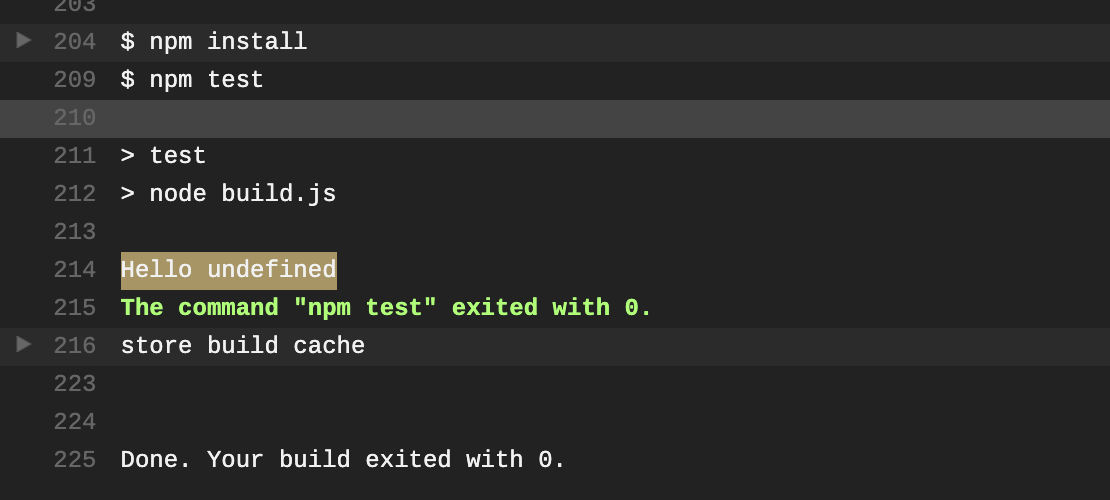 203
204 $ npm install
209 $ npm test
210
211 > test
212 > node build.js
213
214 Hello undefined
215 The command "npm test" exited with 0.
216 store build cache
223
224
225 Done. Your build exited with 0.